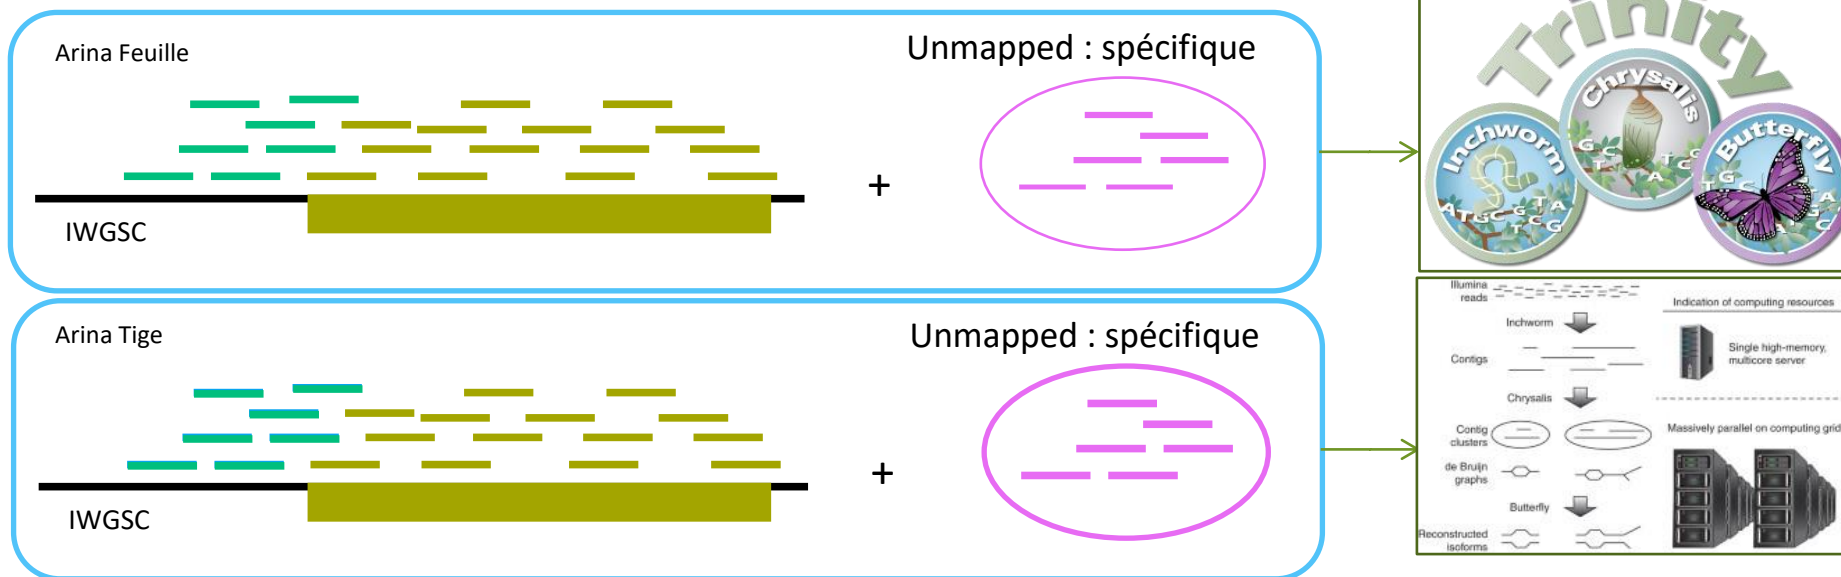 Arina Feuille
Unmapped : spécifique
+
IWGSC
Arina Tige
Unmapped : spécifique
+
IWGSC
Trinity
Inchworm
Chrysalis
Butterfly
Illumina
reads
Inchworm
Contigs
Chrysalis
Contig
clusters
de Bruijn
graphs
Butterfly
Reconstructed
isoforms
Indication of computing resources
Single high-memory,
multicore server
Massively parallel on computing grid